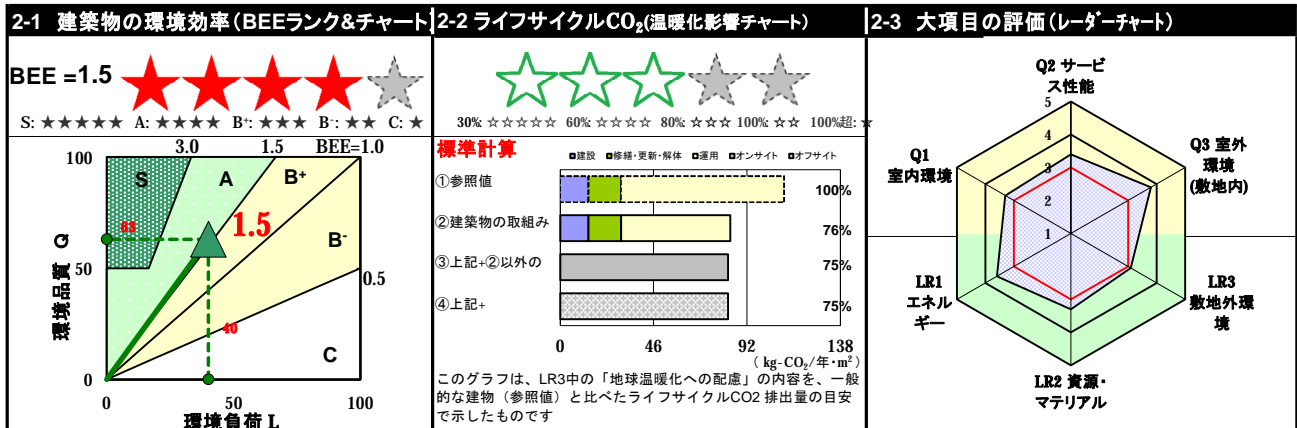 2-1 建築物の環境効率(BEEランク&チャート)
BEE =1.5
S: ★★★★★ A: ★★★★ B⁺: ★★★ B⁻: ★★ C: ★
3.0 1.5 BEE=1.0
100
S A B⁺
63 1.5
B⁻
50
0.5
40
C
0
0 50 100
環境品質 Q
環境負荷 L
2-2 ライフサイクルCO₂(温暖化影響チャート)
30%: ☆☆☆☆☆ 60%: ☆☆☆☆ 80%: ☆☆☆ 100%: ☆☆ 100%超: ★
標準計算
■建設 ■修繕・更新・解体 ■運用 ■オンサイト ■オフサイト
①参照値 100%
②建築物の取組み 76%
③上記+②以外の 75%
④上記+ 75%
0 46 92 138
( kg-CO₂/年・m² )
このグラフは、LR3中の「地球温暖化への配慮」の内容を、一般
的な建物(参照値)と比べたライフサイクルCO2 排出量の目安
で示したものです
2-3 大項目の評価(レーダーチャート)
Q2 サービ
ス性能
5
4
3
2
1
Q1
室内環境
Q3 室外
環境
(敷地内)
LR1
エネル
ギー
LR3
敷地外環
境
LR2 資源・
マテリアル